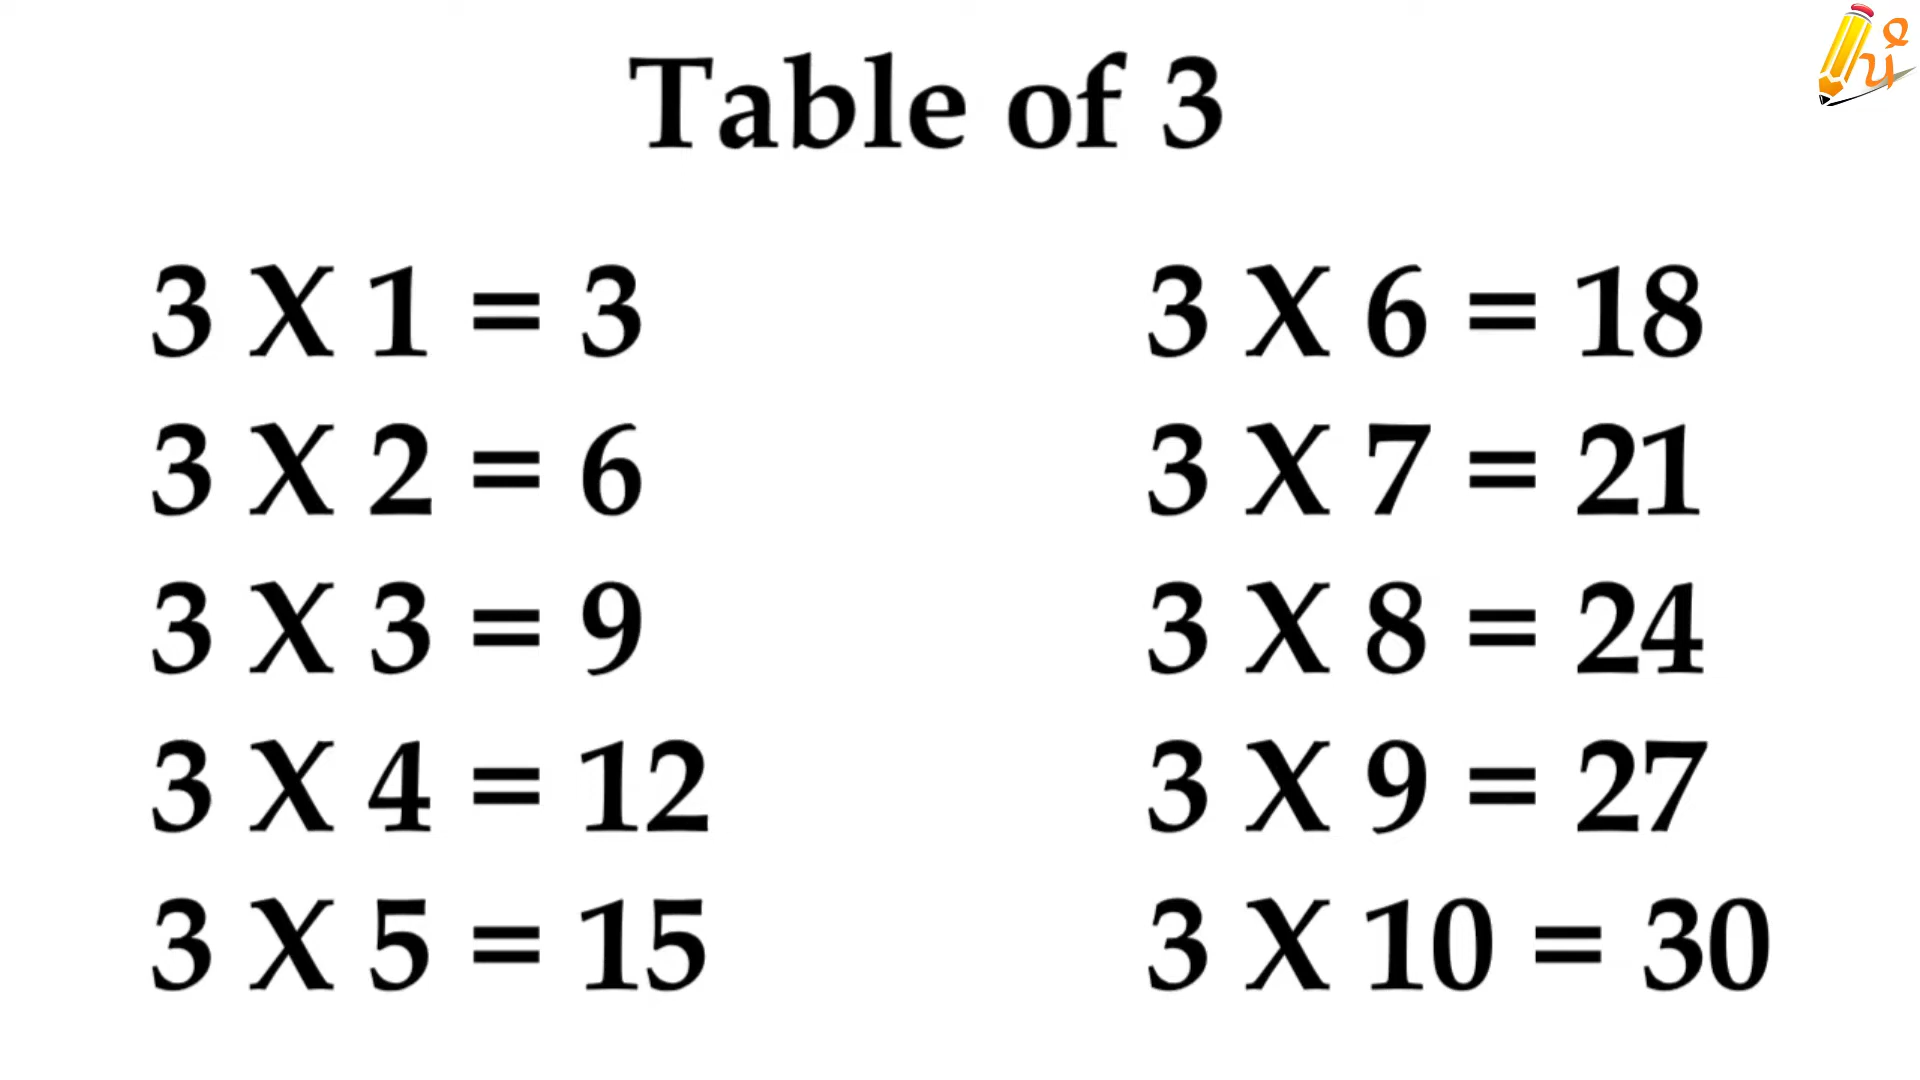 Table of 3
3 X 1 = 3
3 X 2 = 6
3 X 3 = 9
3 X 4 = 12
3 X 5 = 15
3 X 6 = 18
3 X 7 = 21
3 X 8 = 24
3 X 9 = 27
3 X 10 = 30